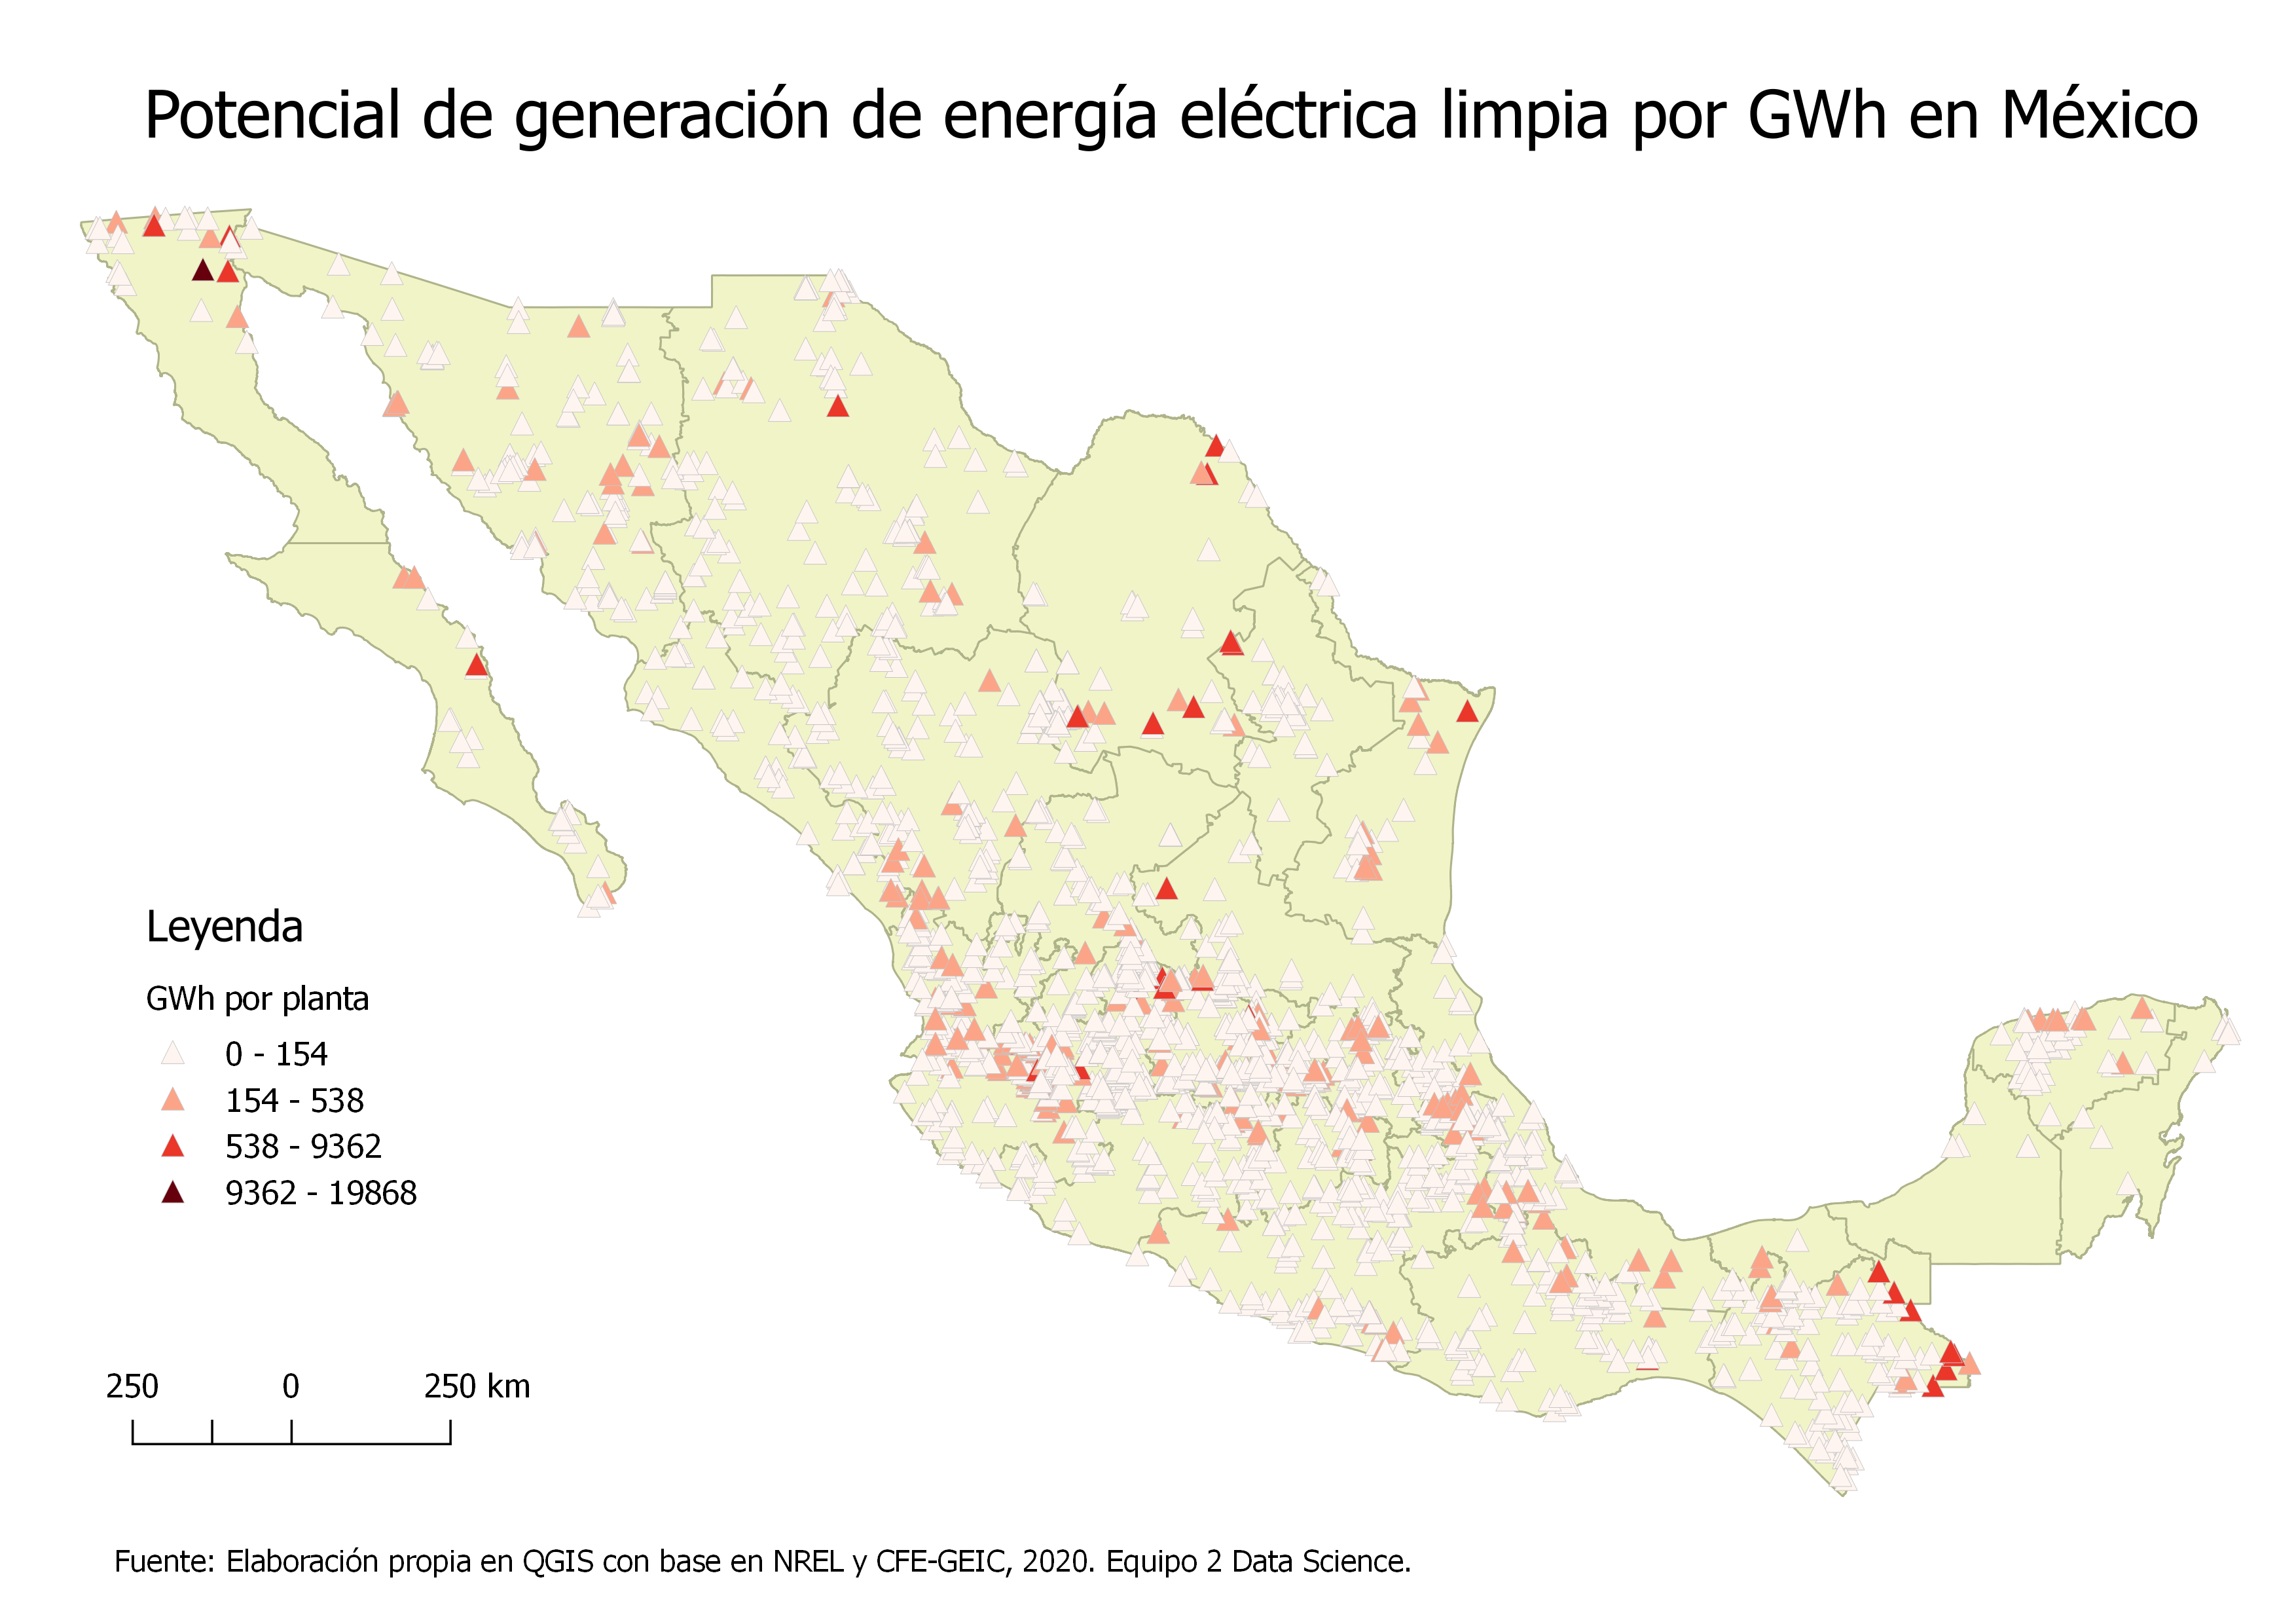 Potencial de generación de energía eléctrica limpia por GWh en México
Leyenda
GWh por planta
0 - 154
154 - 538
538 - 9362
9362 - 19868
250 0 250 km
Fuente: Elaboración propia en QGIS con base en NREL y CFE-GEIC, 2020. Equipo 2 Data Science.